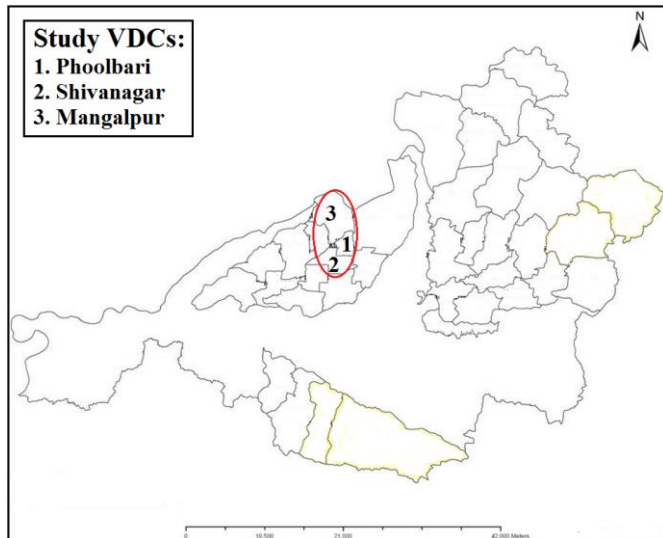 Study VDCs:
1. Phoolbari
2. Shivanagar
3. Mangalpur
N
3
1
2
0
10,500
21,000
42,000 Meters